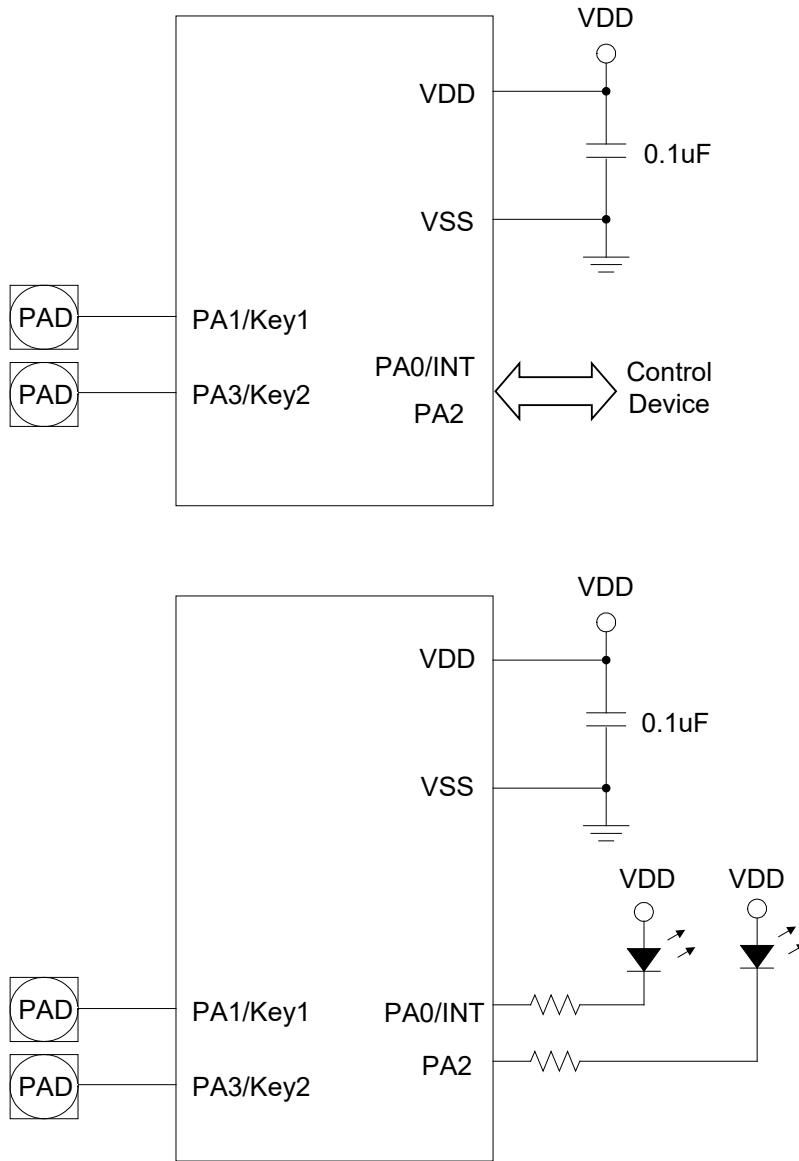 VDD
VDD
0.1uF
VSS
PAD
PA1/Key1
PA0/INT
Control
PAD
PA3/Key2
PA2
Device
VDD
VDD
0.1uF
VSS
VDD
VDD
PAD
PA1/Key1
PA0/INT
PA2
PAD
PA3/Key2